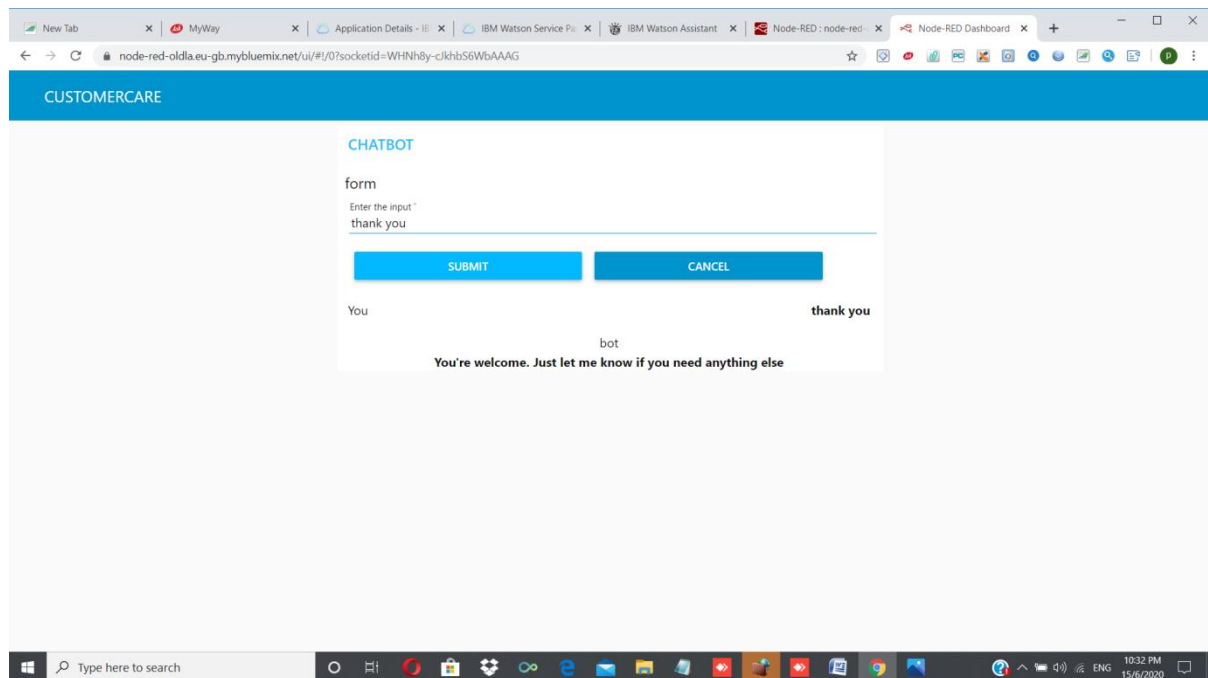 New Tab
MyWay
Application Details - IB
IBM Watson Service Pa
IBM Watson Assistant
Node-RED : node-red-
Node-RED Dashboard
node-red-oldla.eu-gb.mybluemix.net/ui/#!/0?socketid=WHNh8y-cJkhbS6WbAAAG
CUSTOMERCARE
CHATBOT
form
Enter the input *
thank you
SUBMIT CANCEL
You thank you
bot
You're welcome. Just let me know if you need anything else
Type here to search
ENG
10:32 PM
15/6/2020